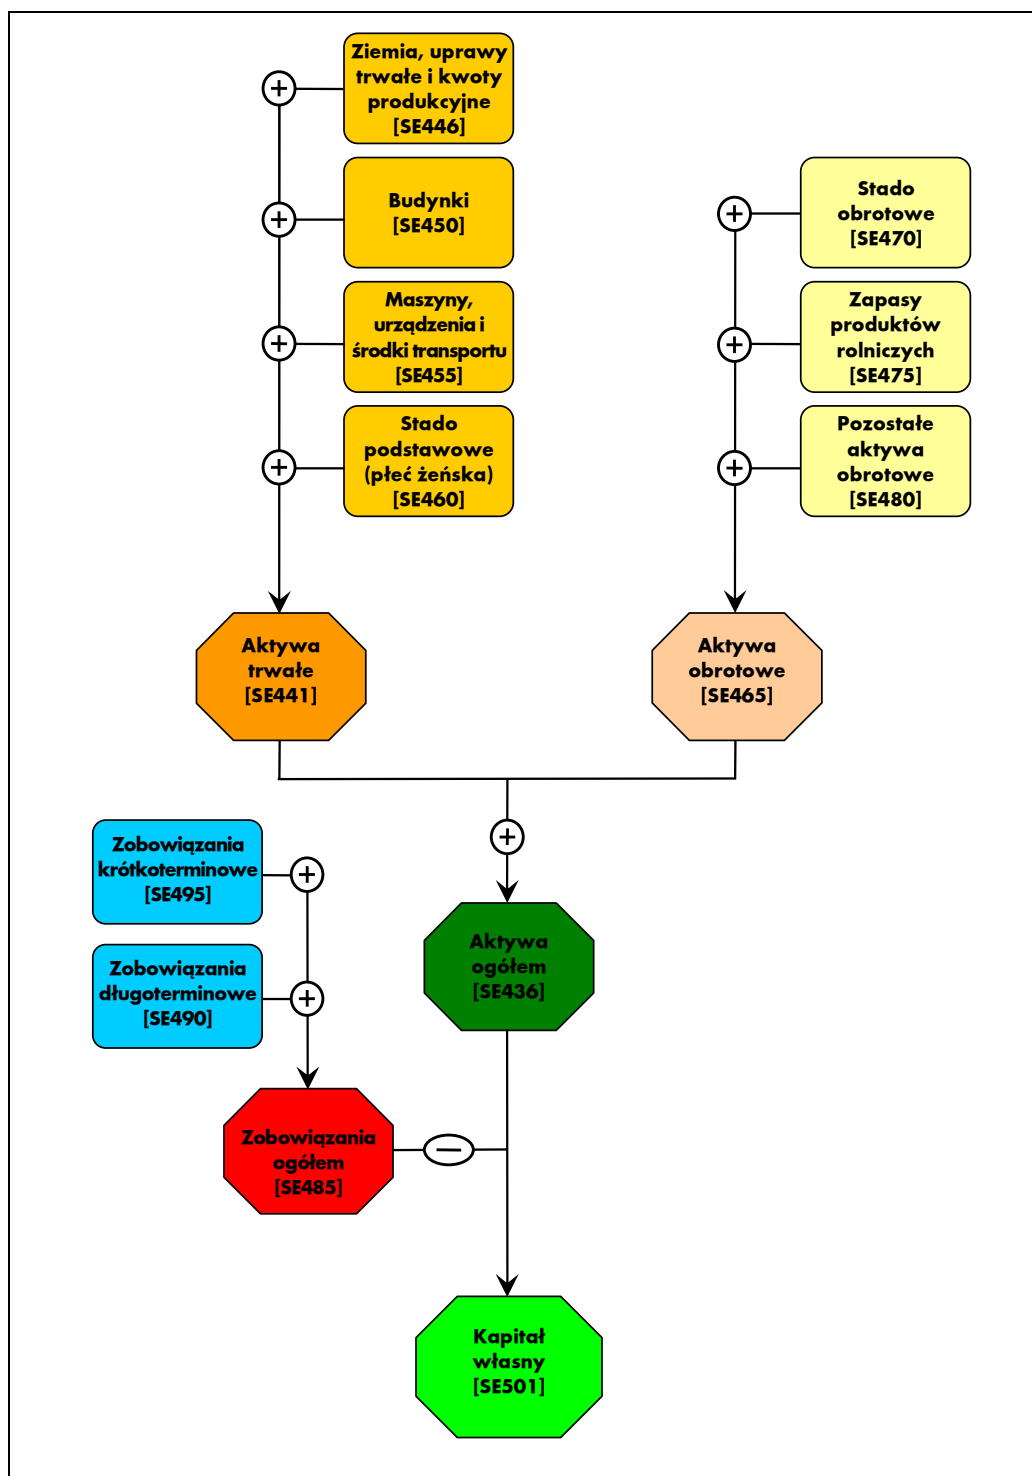 Ziemia, uprawy
trwałe i kwoty
produkcyjne
[SE446]
Budynki
[SE450]
Maszyny,
urządzenia i
środki transportu
[SE455]
Stado
podstawowe
(płeć żeńska)
[SE460]
Stado
obrotowe
[SE470]
Zapasy
produktów
rolniczych
[SE475]
Pozostałe
aktywa
obrotowe
[SE480]
Aktywa
trwałe
[SE441]
Aktywa
obrotowe
[SE465]
Zobowiązania
krótkoterminowe
[SE495]
Zobowiązania
długoterminowe
[SE490]
Aktywa
ogółem
[SE436]
Zobowiązania
ogółem
[SE485]
Kapitał
własny
[SE501]